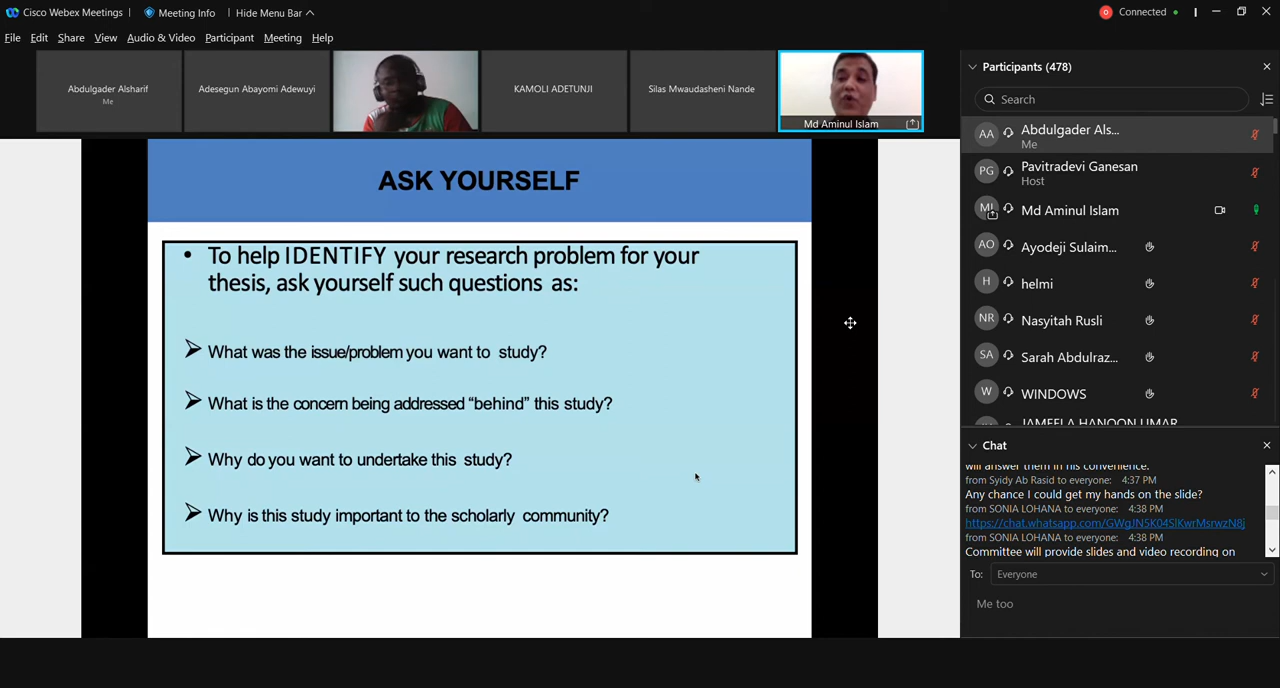 Cisco Webex Meetings
Meeting Info
Hide Menu Bar
Connected
File Edit Share View Audio & Video Participant Meeting Help
Abdulgader Alsharif
Me
Adesegun Abayomi Adewuyi
KAMOLI ADETUNJI
Silas Mwaudasheni Nande
Md Aminul Islam
ASK YOURSELF
• To help IDENTIFY your research problem for your
thesis, ask yourself such questions as:
What was the issue/problem you want to study?
What is the concern being addressed “behind” this study?
Why do you want to undertake this study?
Why is this study important to the scholarly community?
Participants (478)
Search
AA Abdulgader Als...
Me
PG Pavitradevi Ganesan
Host
MI Md Aminul Islam
AO Ayodeji Sulaim...
H helmi
NR Nasyitah Rusli
SA Sarah Abdulraz...
W WINDOWS
JAMEELA HANOON UMAR
Chat
will answer them in his convenience.
from Syidy Ab Rasid to everyone: 4:37 PM
Any chance I could get my hands on the slide?
from SONIA LOHANA to everyone: 4:38 PM
from SONIA LOHANA to everyone: 4:38 PM
Committee will provide slides and video recording on
To: Everyone
Me too